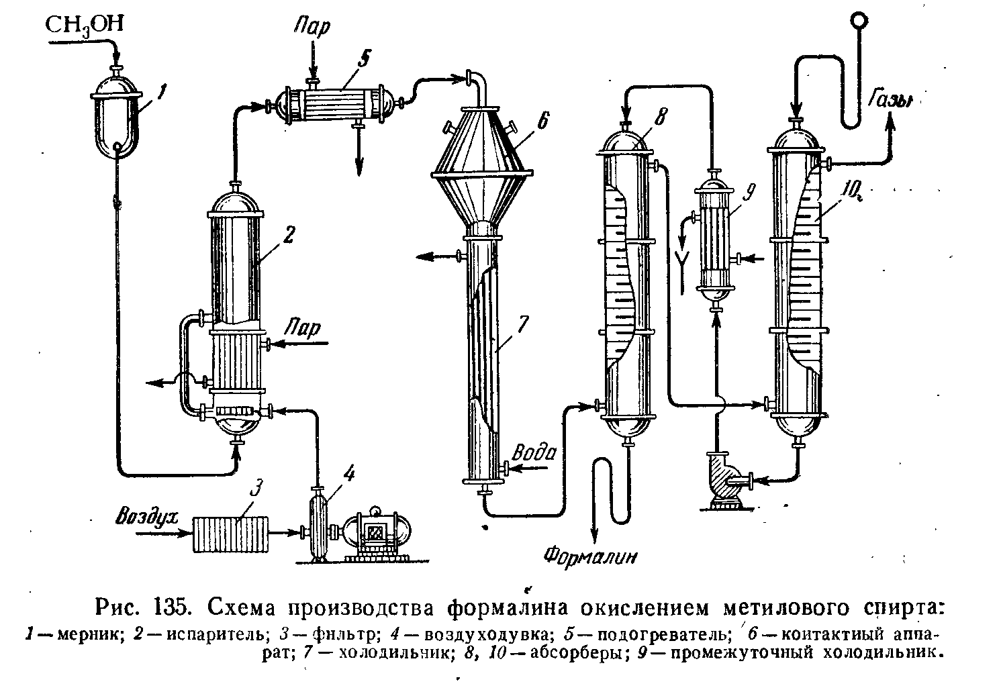 CH₃OH
Пар
5
1
Газы
6
8
9
10
2
Пар
7
Вода
4
3
Воздух
Формалин
Рис. 135. Схема производства формалина окислением метилового спирта:
1 — мерник; 2 — испаритель; 3 — фильтр; 4 — воздуходувка; 5 — подогреватель; 6 — контактный аппа-
рат; 7 — холодильник; 8, 10 — абсорберы; 9 — промежуточный холодильник.